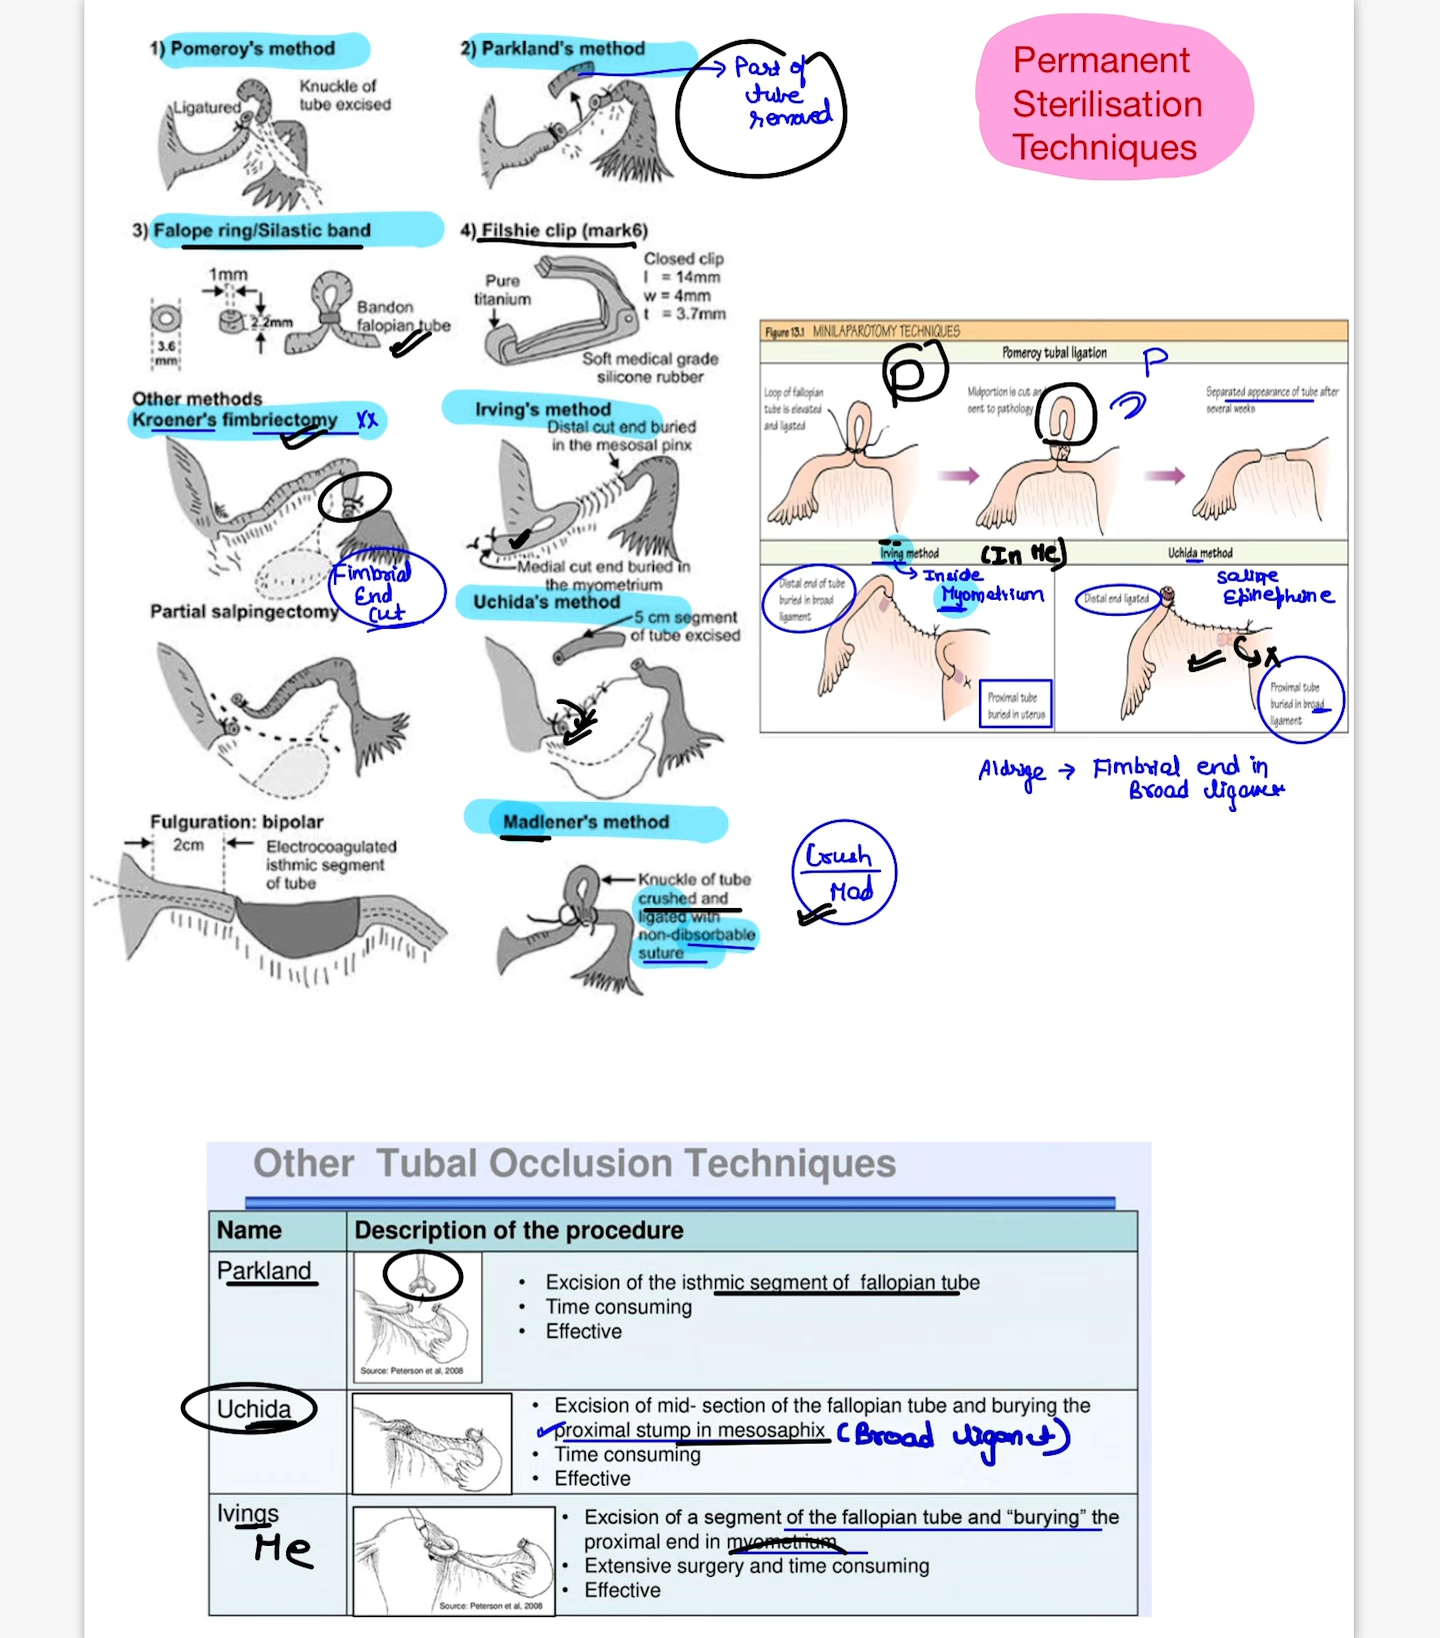 Permanent
Sterilisation
Techniques
1) Pomeroy's method
Ligatured
Knuckle of
tube excised
2) Parkland's method
Part of
tube
removed
3) Falope ring/Silastic band
1mm
2.2mm
3.6
mm
Bandon
falopian tube
4) Filshie clip (mark6)
Pure
titanium
Closed clip
l = 14mm
w = 4mm
t = 3.7mm
Soft medical grade
silicone rubber
Other methods
Kroener's fimbriectomy xx
Fimbrial
End
Cut
Irving's method
Distal cut end buried
in the mesosal pinx
Medial cut end buried in
the myometrium
Partial salpingectomy
Uchida's method
5 cm segment
of tube excised
Fulguration: bipolar
2cm
Electrocoagulated
isthmic segment
of tube
Madlener's method
Knuckle of tube
crushed and
ligated with
non-dibsorbable
suture
Crush
Mad
Figure 13.1 MINILAPAROTOMY TECHNIQUES
Pomeroy tubal ligation
P
P
Loop of fallopian
tube is elevated
and ligated
Midportion is cut and
sent to pathology
Separated appearance of tube after
several weeks
Irving method
(In Me)
Inside
Myometrium
Distal end of tube
buried in broad
ligament
Proximal tube
buried in uterus
Uchida method
Saline
Epinephrine
Distal end ligated
x
Proximal tube
buried in broad
ligament
Aldrige → Fimbrial end in
Broad
Other Tubal Occlusion Techniques
Name
Description of the procedure
Parkland
• Excision of the isthmic segment of fallopian tube
• Time consuming
• Effective
Source: Peterson et al, 2008
Uchida
• Excision of mid- section of the fallopian tube and burying the
proximal stump in mesosaphix (Broad
• Time consuming
• Effective
Ivings
Me
• Excision of a segment of the fallopian tube and “burying” the
proximal end in myometrium
• Extensive surgery and time consuming
• Effective
Source: Peterson et al, 2008